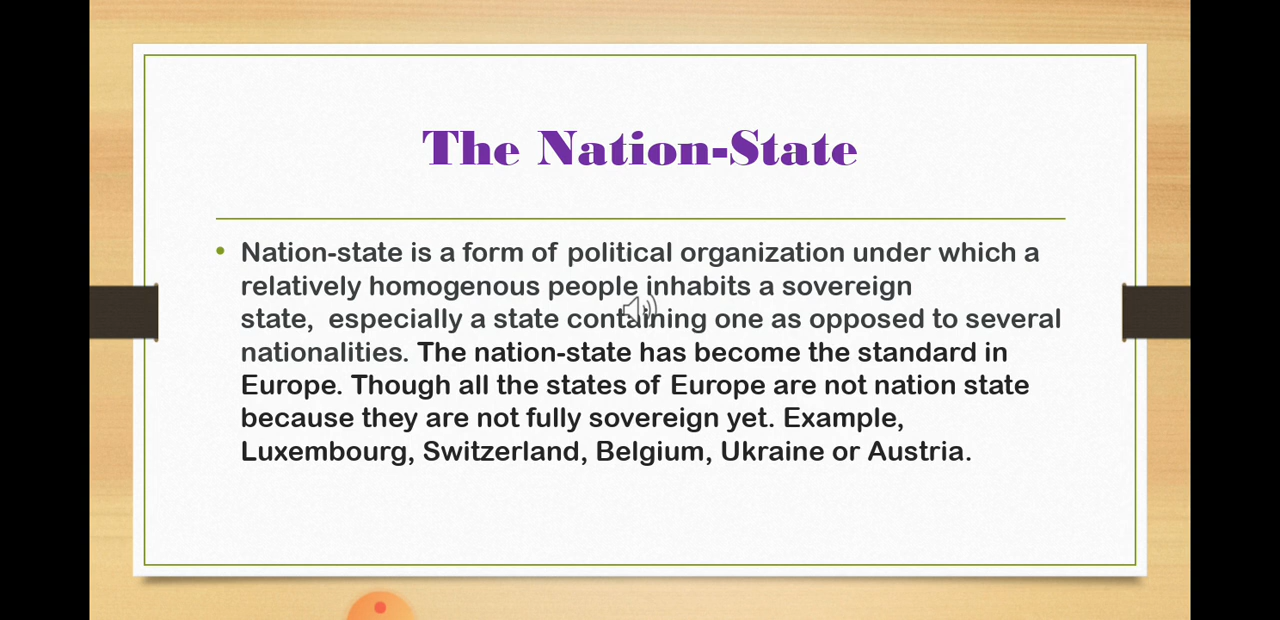 The Nation-State
• Nation-state is a form of political organization under which a
relatively homogenous people inhabits a sovereign
state, especially a state containing one as opposed to several
nationalities. The nation-state has become the standard in
Europe. Though all the states of Europe are not nation state
because they are not fully sovereign yet. Example,
Luxembourg, Switzerland, Belgium, Ukraine or Austria.